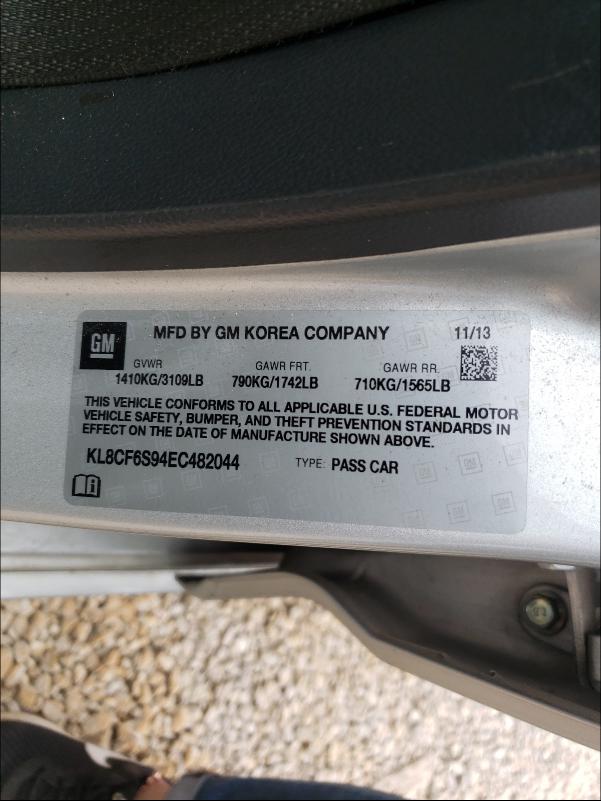 GM MFD BY GM KOREA COMPANY 11/13
GVWR GAWR FRT. GAWR RR.
1410KG/3109LB 790KG/1742LB 710KG/1565LB
THIS VEHICLE CONFORMS TO ALL APPLICABLE U.S. FEDERAL MOTOR
VEHICLE SAFETY, BUMPER, AND THEFT PREVENTION STANDARDS IN
EFFECT ON THE DATE OF MANUFACTURE SHOWN ABOVE.
KL8CF6S94EC482044 TYPE: PASS CAR